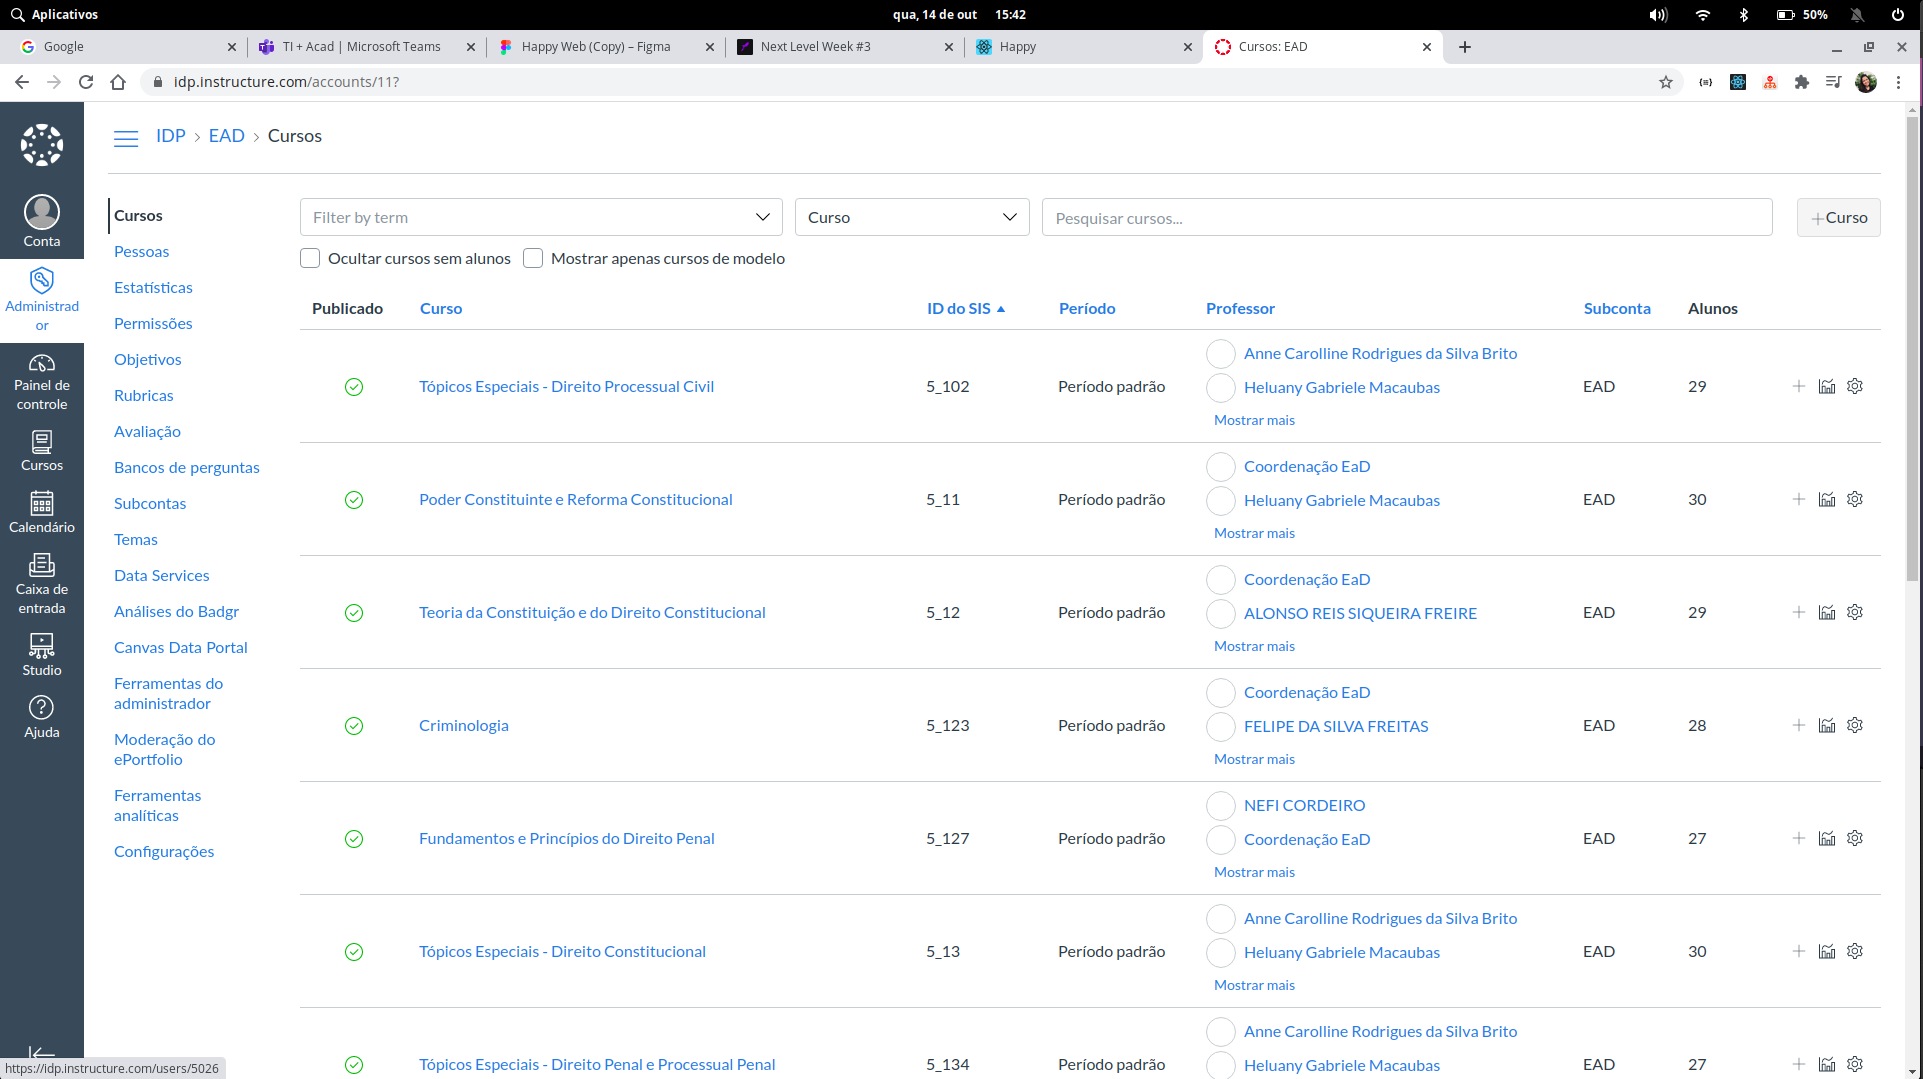 Aplicativos
qua, 14 de out 15:42
50%
Google
TI + Acad | Microsoft Teams
Happy Web (Copy) – Figma
Next Level Week #3
Happy
Cursos: EAD
idp.instructure.com/accounts/11?
IDP > EAD > Cursos
Conta
Administrad
or
Painel de
controle
Cursos
Calendário
Caixa de
entrada
Studio
Ajuda
Cursos
Pessoas
Estatísticas
Permissões
Objetivos
Rubricas
Avaliação
Bancos de perguntas
Subcontas
Temas
Data Services
Análises do Badgr
Canvas Data Portal
Ferramentas do
administrador
Moderação do
ePortfolio
Ferramentas
analíticas
Configurações
Filter by term
Curso
Pesquisar cursos...
+Curso
Ocultar cursos sem alunos
Mostrar apenas cursos de modelo
Publicado Curso ID do SIS Período Professor Subconta Alunos
Anne Carolline Rodrigues da Silva Brito
Tópicos Especiais - Direito Processual Civil 5_102 Período padrão Heluany Gabriele Macaubas EAD 29
Mostrar mais
Coordenação EaD
Poder Constituinte e Reforma Constitucional 5_11 Período padrão Heluany Gabriele Macaubas EAD 30
Mostrar mais
Coordenação EaD
Teoria da Constituição e do Direito Constitucional 5_12 Período padrão ALONSO REIS SIQUEIRA FREIRE EAD 29
Mostrar mais
Coordenação EaD
Criminologia 5_123 Período padrão FELIPE DA SILVA FREITAS EAD 28
Mostrar mais
NEFI CORDEIRO
Fundamentos e Princípios do Direito Penal 5_127 Período padrão Coordenação EaD EAD 27
Mostrar mais
Anne Carolline Rodrigues da Silva Brito
Tópicos Especiais - Direito Constitucional 5_13 Período padrão Heluany Gabriele Macaubas EAD 30
Mostrar mais
Anne Carolline Rodrigues da Silva Brito
Tópicos Especiais - Direito Penal e Processual Penal 5_134 Período padrão Heluany Gabriele Macaubas EAD 27
https://idp.instructure.com/users/5026